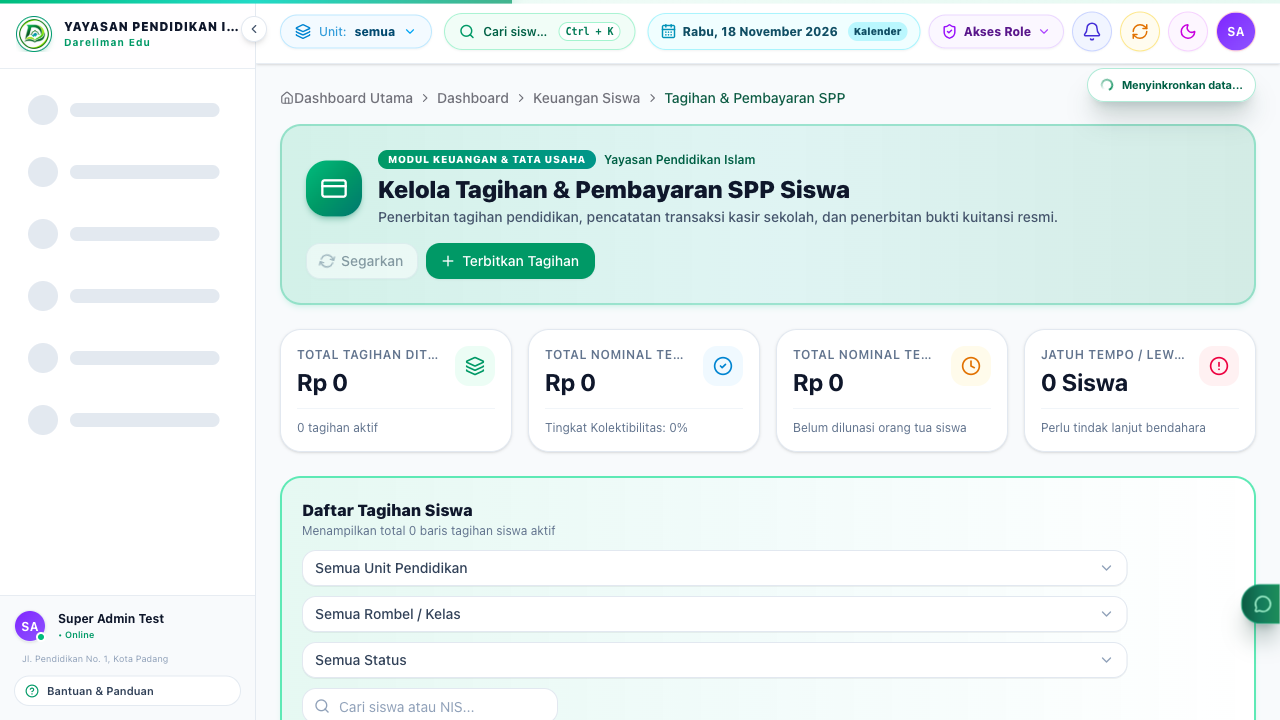 YAYASAN PENDIDIKAN I...
Dareliman Edu
Unit: semua
Cari sisw...
Ctrl + K
Rabu, 18 November 2026
Kalender
Akses Role
SA
Menyinkronkan data...
Dashboard Utama > Dashboard > Keuangan Siswa > Tagihan & Pembayaran SPP
MODUL KEUANGAN & TATA USAHA
Yayasan Pendidikan Islam
Kelola Tagihan & Pembayaran SPP Siswa
Penerbitan tagihan pendidikan, pencatatan transaksi kasir sekolah, dan penerbitan bukti kuitansi resmi.
Segarkan
Terbitkan Tagihan
TOTAL TAGIHAN DIT...
Rp 0
0 tagihan aktif
TOTAL NOMINAL TE...
Rp 0
Tingkat Kolektibilitas: 0%
TOTAL NOMINAL TE...
Rp 0
Belum dilunasi orang tua siswa
JATUH TEMPO / LEW...
0 Siswa
Perlu tindak lanjut bendahara
Daftar Tagihan Siswa
Menampilkan total 0 baris tagihan siswa aktif
Semua Unit Pendidikan
Semua Rombel / Kelas
Semua Status
Cari siswa atau NIS...
SA
Super Admin Test
• Online
Jl. Pendidikan No. 1, Kota Padang
Bantuan & Panduan